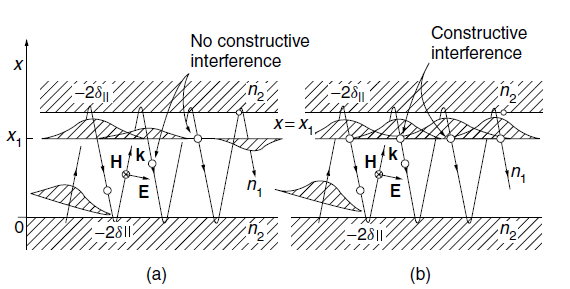 No constructive
interference
Constructive
interference
x
−2δ||
n2
x=x1
−2δ||
n2
x1
H k
E
n1
H k
E
n1
0
−2δ||
n2
−2δ||
n2
(a)
(b)